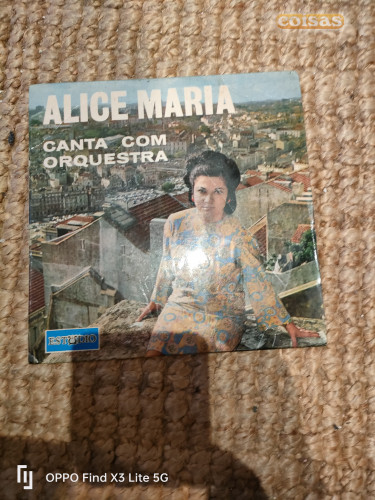 coisas
ALICE MARIA
CANTA COM
ORQUESTRA
ESTÚDIO
OPPO Find X3 Lite 5G